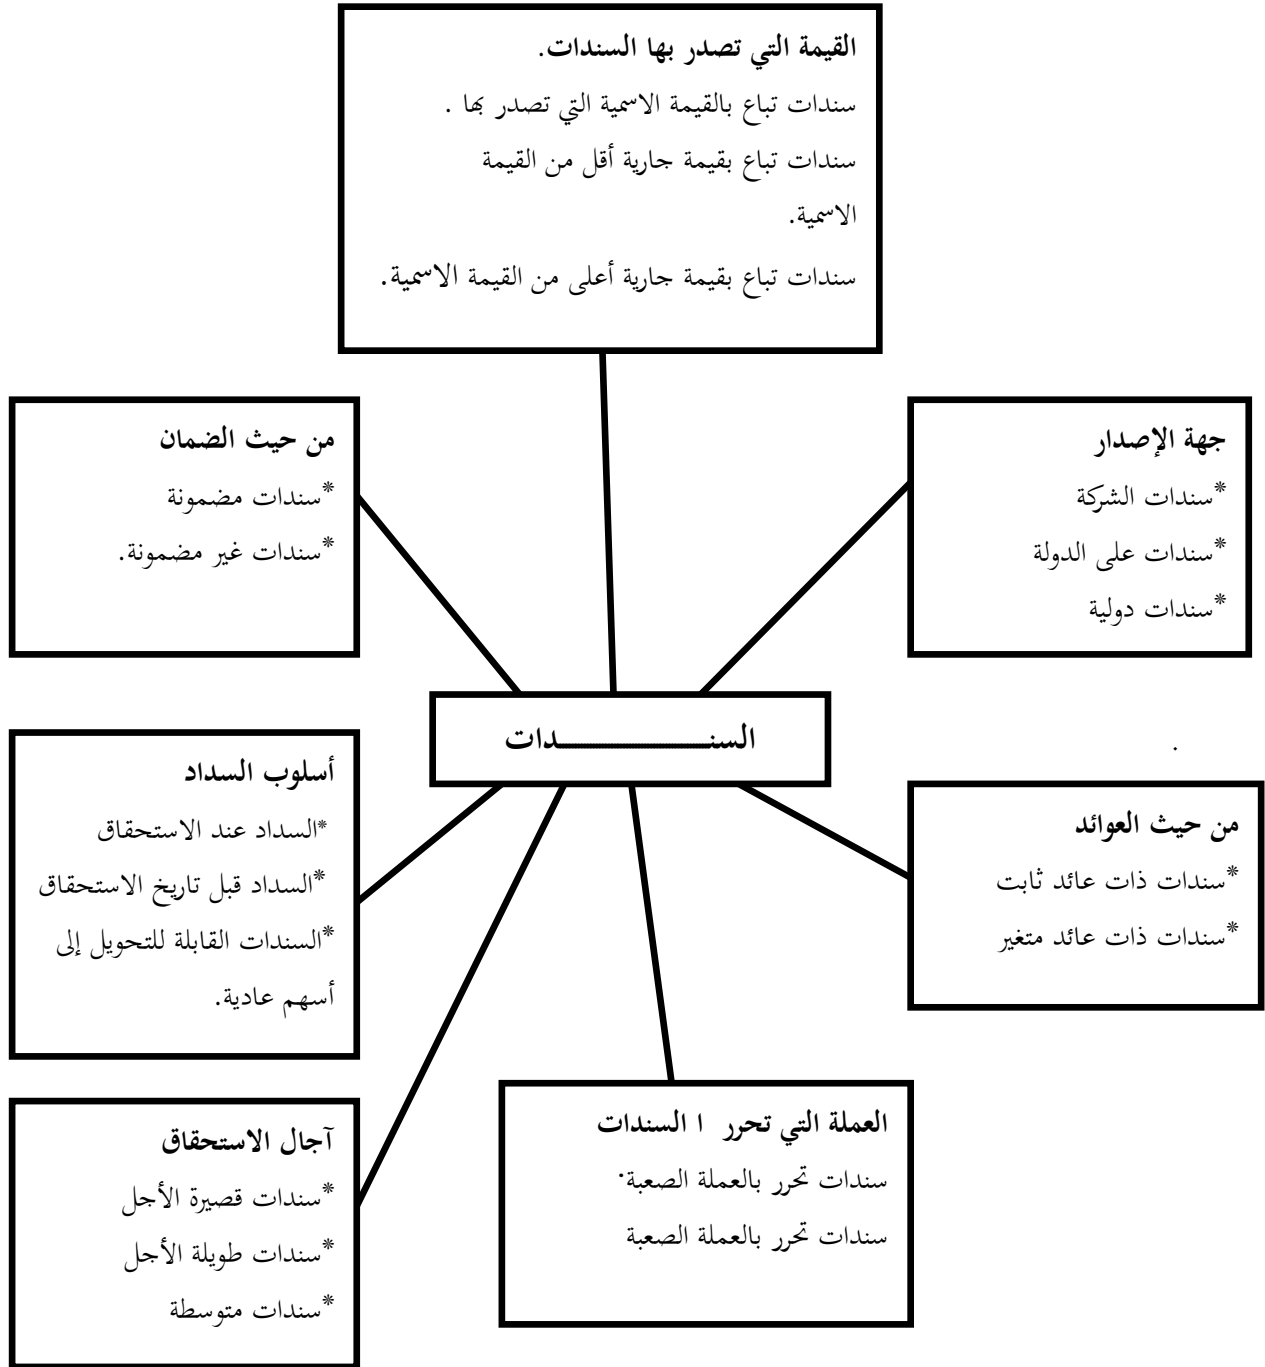 القيمة التي تصدر بها السندات.
سندات تباع بالقيمة الاسمية التي تصدر بها .
سندات تباع بقيمة جارية أقل من القيمة
الاسمية.
سندات تباع بقيمة جارية أعلى من القيمة الاسمية.
جهة الإصدار
*سندات الشركة
*سندات على الدولة
*سندات دولية
من حيث الضمان
*سندات مضمونة
*سندات غير مضمونة.
السنـــــــــــدات
.
من حيث العوائد
*سندات ذات عائد ثابت
*سندات ذات عائد متغير
أسلوب السداد
*السداد عند الاستحقاق
*السداد قبل تاريخ الاستحقاق
*السندات القابلة للتحويل إلى
أسهم عادية.
العملة التي تحرر ا السندات
سندات تحرر بالعملة الصعبة.
سندات تحرر بالعملة الصعبة
آجال الاستحقاق
*سندات قصيرة الأجل
*سندات طويلة الأجل
*سندات متوسطة